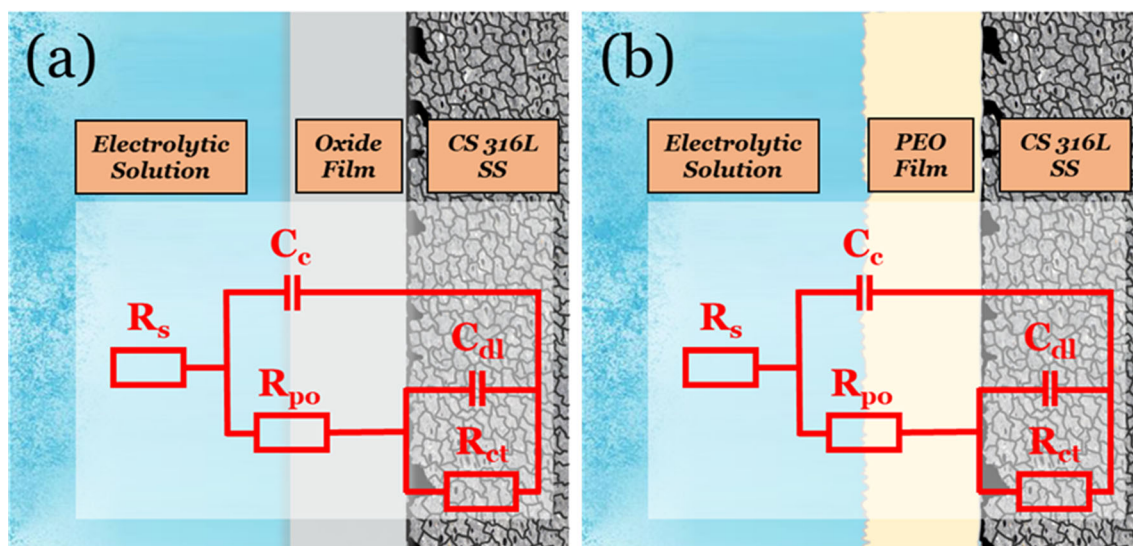 (a)
Electrolytic
Solution
Oxide
Film
CS 316L
SS
Cc
Rs
Cdl
Rpo
Rct
(b)
Electrolytic
Solution
PEO
Film
CS 316L
SS
Cc
Rs
Cdl
Rpo
Rct